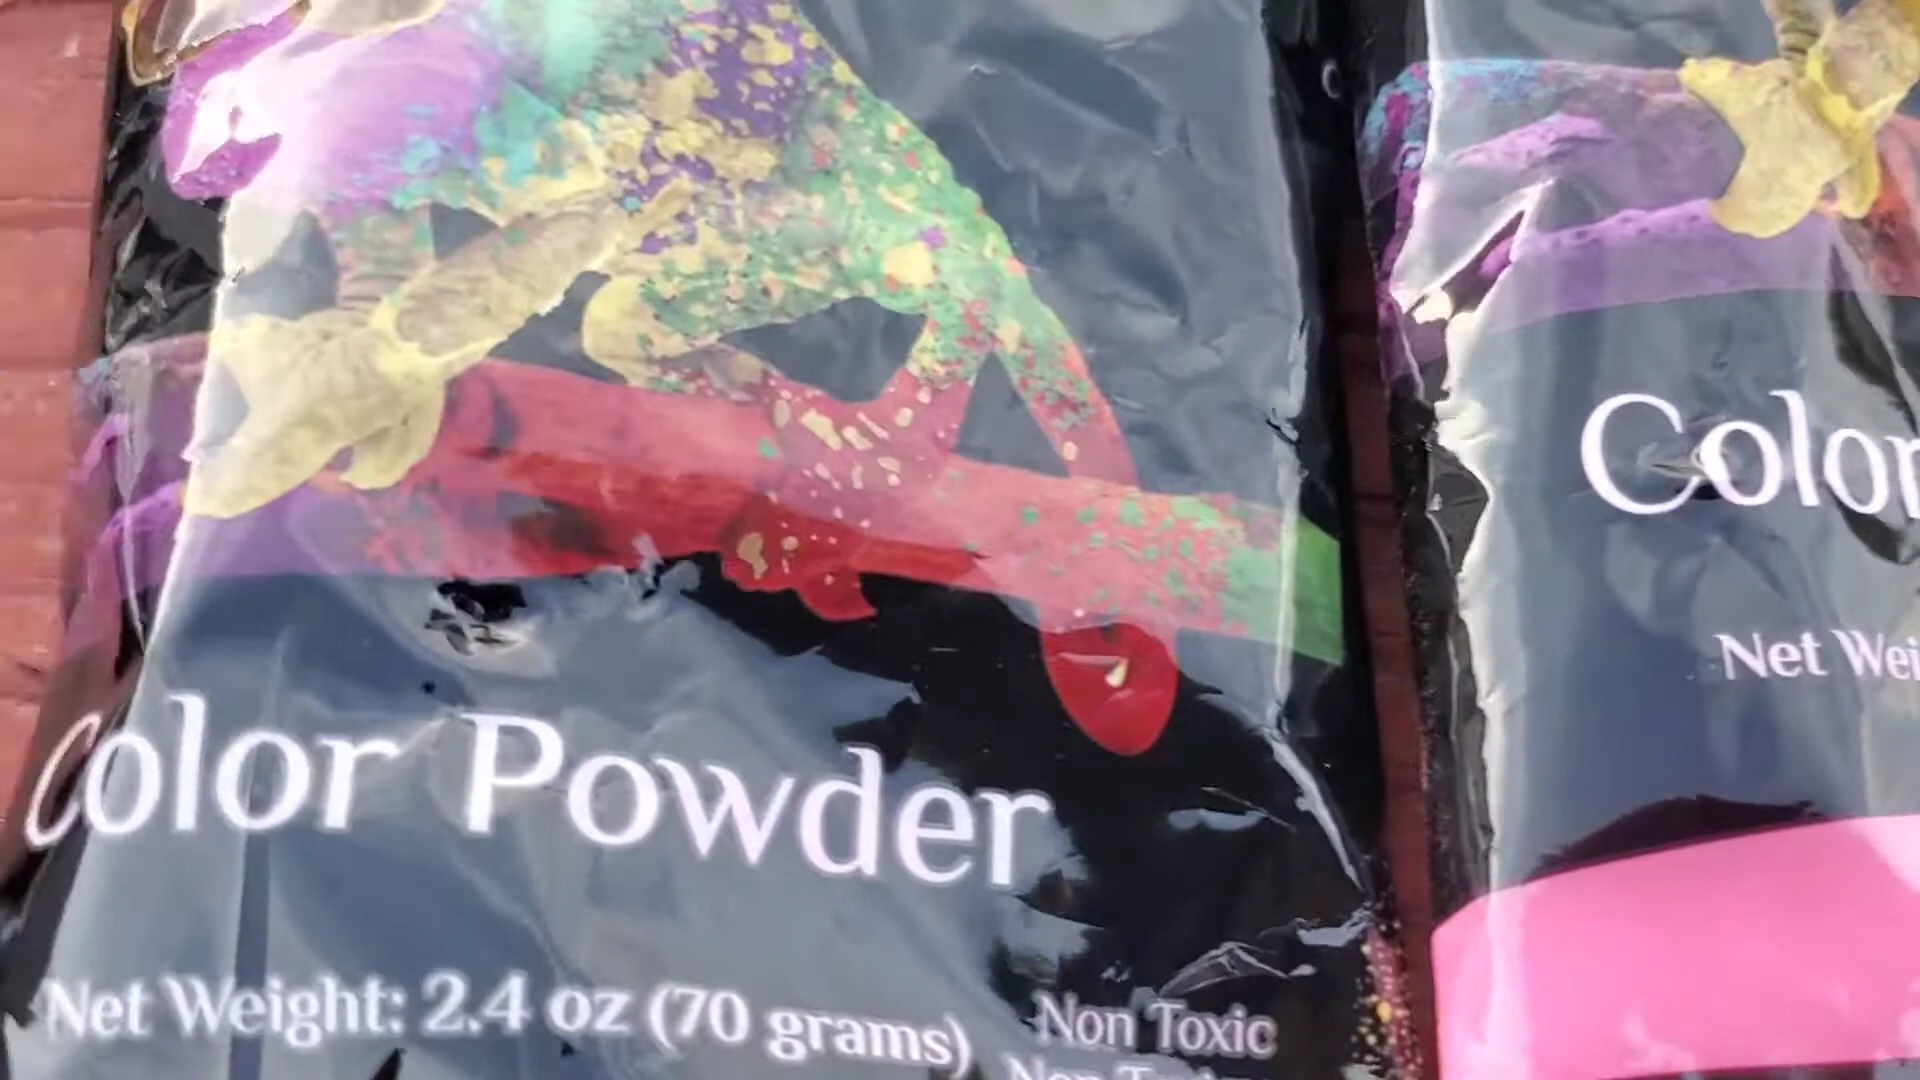 Color Powder
Net Weight: 2.4 oz (70 grams)
Non Toxic
Color
Net Wei